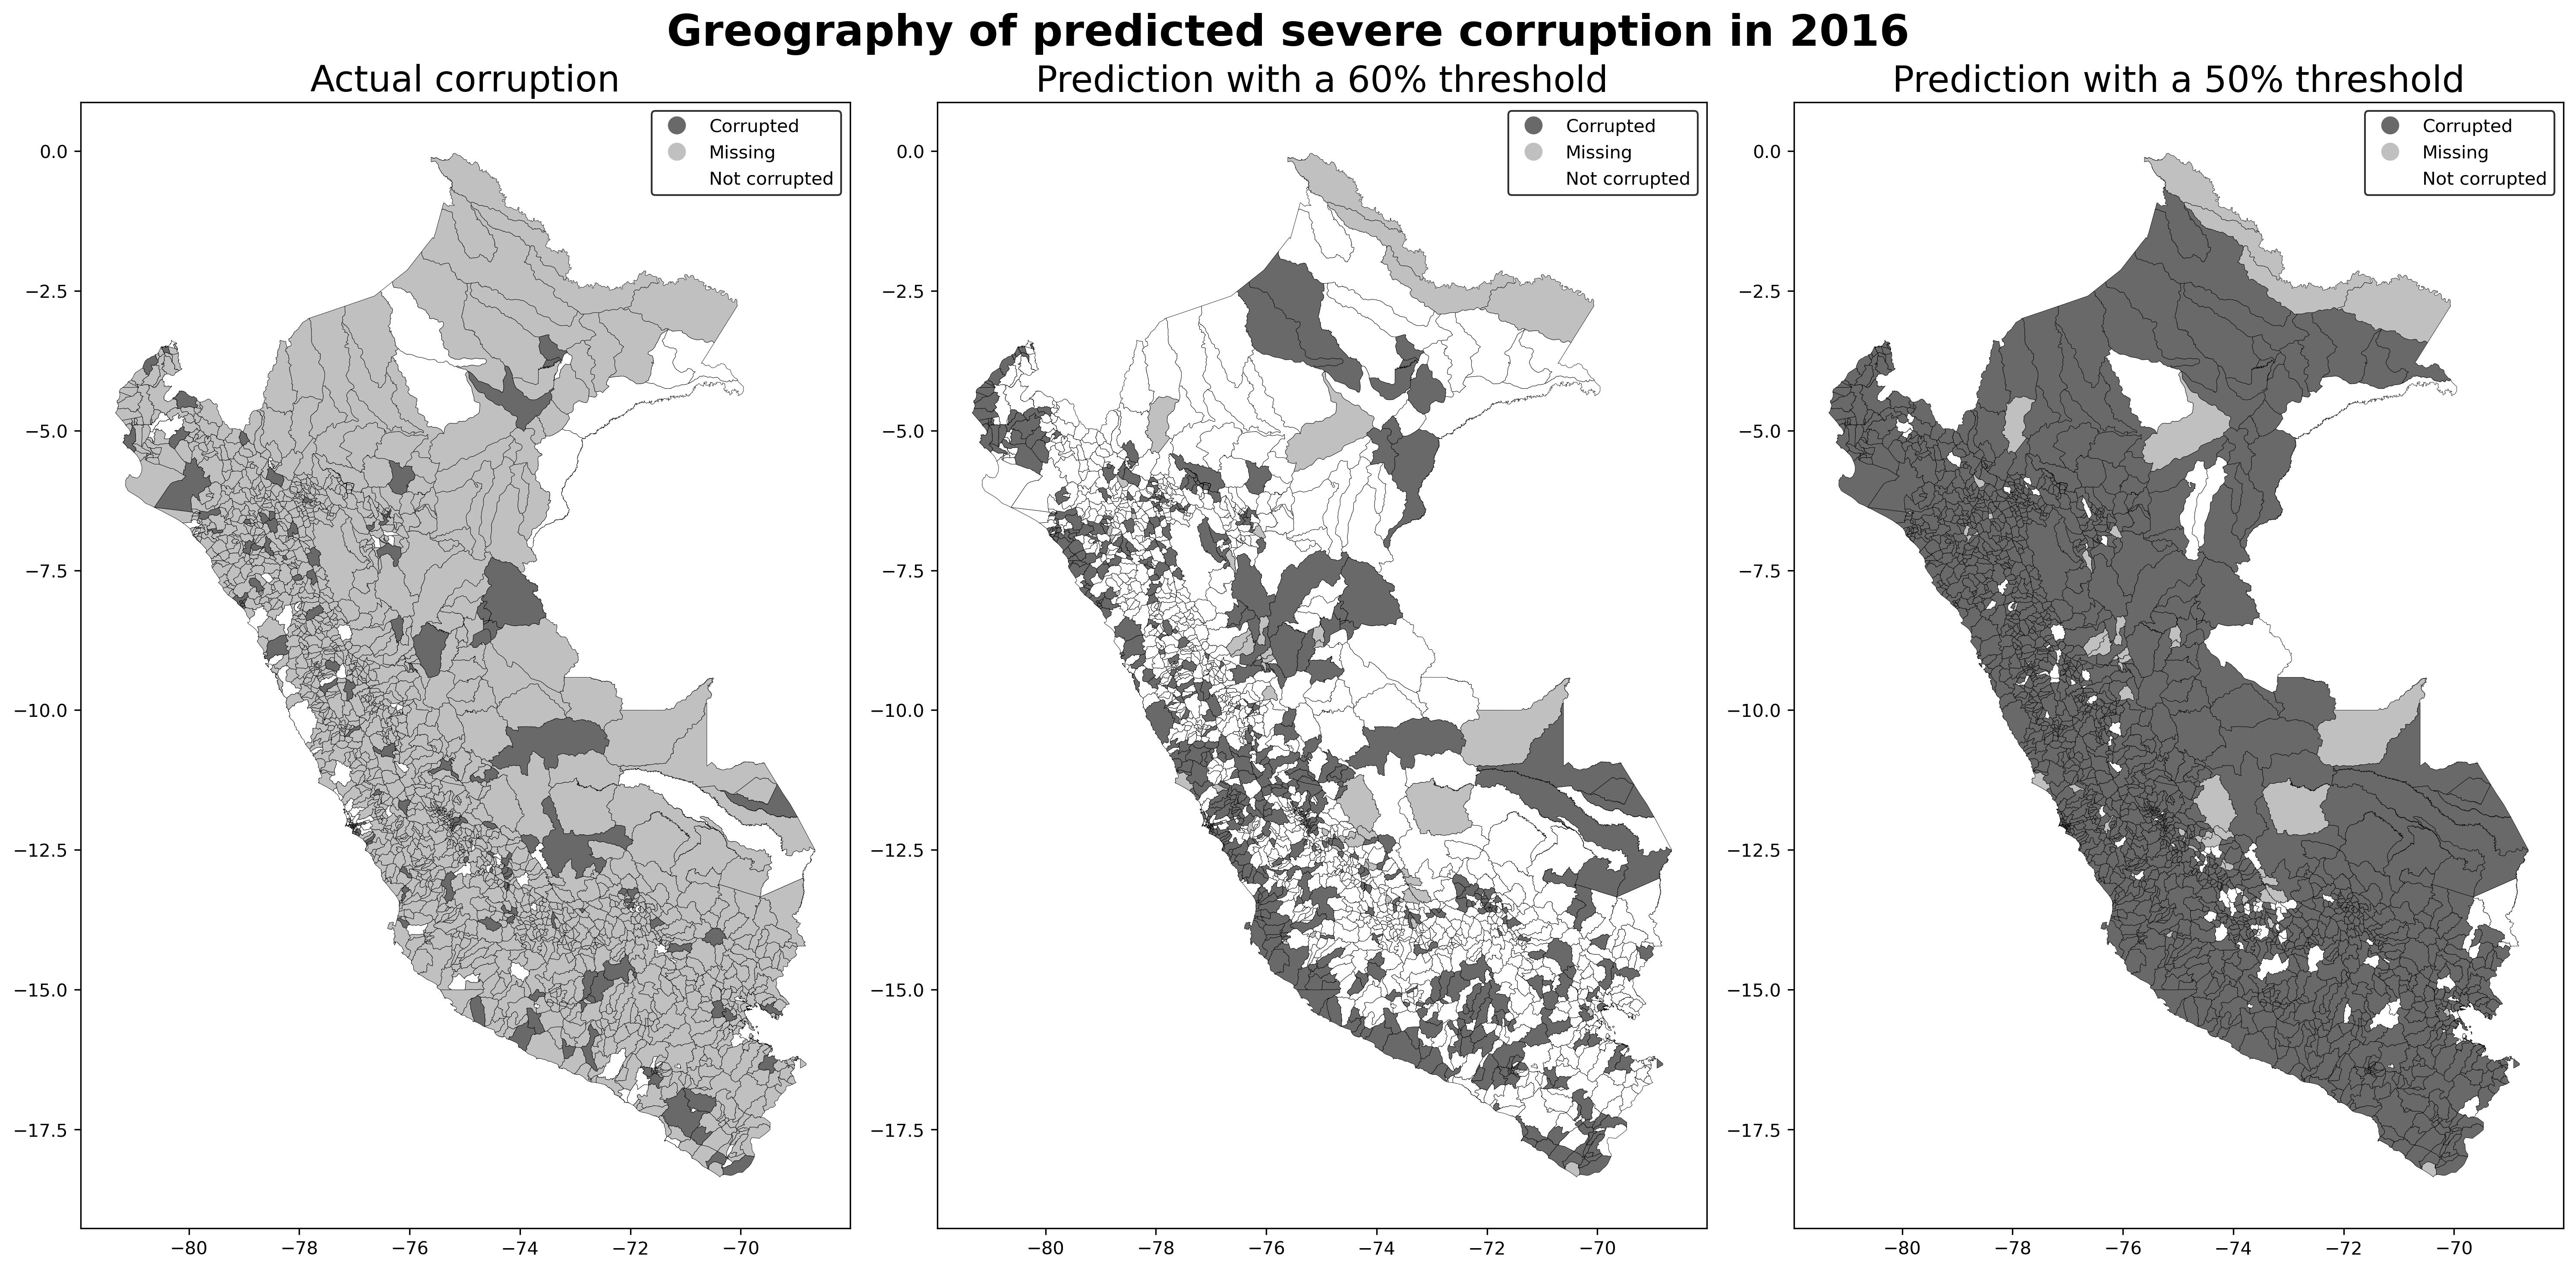 Greography of predicted severe corruption in 2016
Actual corruption
Corrupted
Missing
Not corrupted
0.0
−2.5
−5.0
−7.5
−10.0
−12.5
−15.0
−17.5
−80 −78 −76 −74 −72 −70
Prediction with a 60% threshold
Corrupted
Missing
Not corrupted
0.0
−2.5
−5.0
−7.5
−10.0
−12.5
−15.0
−17.5
−80 −78 −76 −74 −72 −70
Prediction with a 50% threshold
Corrupted
Missing
Not corrupted
0.0
−2.5
−5.0
−7.5
−10.0
−12.5
−15.0
−17.5
−80 −78 −76 −74 −72 −70